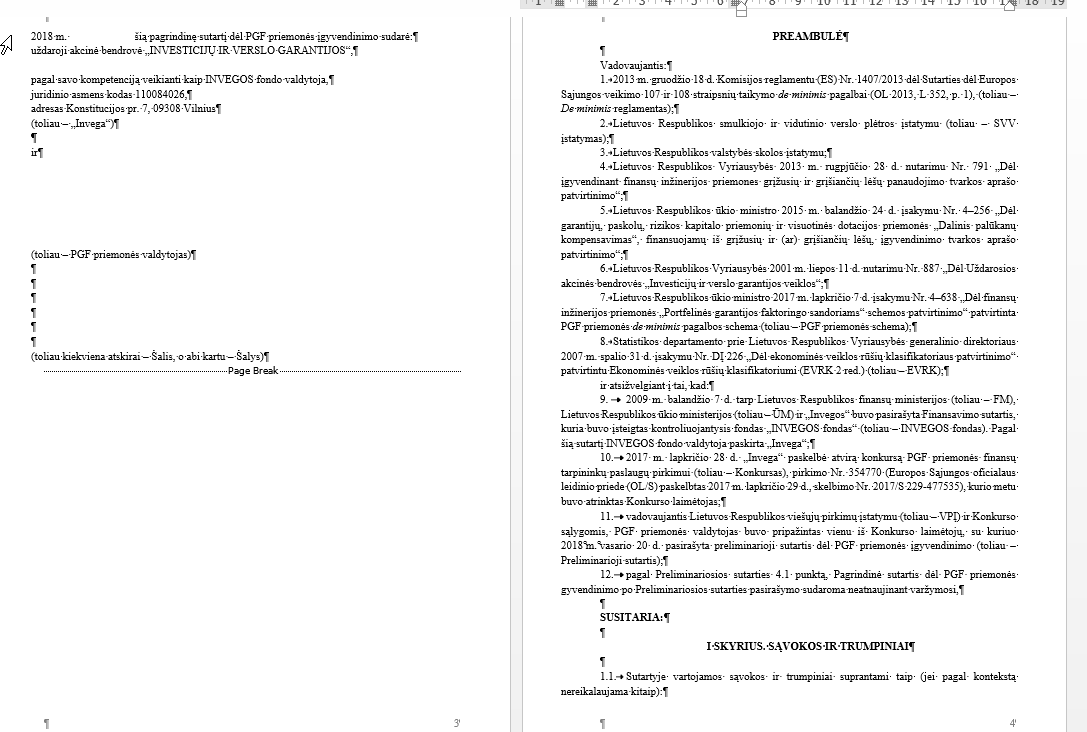 1 2 3 4 5 6 7 8 9 10 11 12 13 14 15 16 17 18 19
2018 m. šią pagrindinę sutartį dėl PGF priemonės įgyvendinimo sudarė:¶
uždaroji akcinė bendrovė „INVESTICIJŲ IR VERSLO GARANTIJOS“,¶
pagal savo kompetenciją veikianti kaip INVEGOS fondo valdytoja,¶
juridinio asmens kodas 110084026,¶
adresas Konstitucijos pr. 7, 09308 Vilnius¶
(toliau – „Invega“)¶
¶
ir¶
(toliau – PGF priemonės valdytojas)¶
¶
¶
¶
¶
¶
¶
(toliau kiekviena atskirai – Šalis, o abi kartu – Šalys)¶
Page Break
¶ 3
PREAMBULĖ¶
¶
Vadovaujantis:¶
1. 2013 m. gruodžio 18 d. Komisijos reglamentu (ES) Nr. 1407/2013 dėl Sutarties dėl Europos
Sąjungos veikimo 107 ir 108 straipsnių taikymo de minimis pagalbai (OL 2013, L 352, p. 1), (toliau –
De minimis reglamentas);¶
2. Lietuvos Respublikos smulkiojo ir vidutinio verslo plėtros įstatymu (toliau – SVV
įstatymas);¶
3. Lietuvos Respublikos valstybės skolos įstatymu;¶
4. Lietuvos Respublikos Vyriausybės 2013 m. rugpjūčio 28 d. nutarimu Nr. 791 „Dėl
įgyvendinant finansų inžinerijos priemones grįžusių ir grįšiančių lėšų panaudojimo tvarkos aprašo
patvirtinimo“;¶
5. Lietuvos Respublikos ūkio ministro 2015 m. balandžio 24 d. įsakymu Nr. 4–256 „Dėl
garantijų, paskolų, rizikos kapitalo priemonių ir visuotinės dotacijos priemonės „Dalinis palūkanų
kompensavimas“, finansuojamų iš grįžusių ir (ar) grįšiančių lėšų, įgyvendinimo tvarkos aprašo
patvirtinimo“;¶
6. Lietuvos Respublikos Vyriausybės 2001 m. liepos 11 d. nutarimu Nr. 887 „Dėl Uždarosios
akcinės bendrovės „Investicijų ir verslo garantijos veiklos“;¶
7. Lietuvos Respublikos ūkio ministro 2017 m. lapkričio 7 d. įsakymu Nr. 4–638 „Dėl finansų
inžinerijos priemonės „Portfelinės garantijos faktoringo sandoriams“ schemos patvirtinimo“ patvirtinta
PGF priemonės de minimis pagalbos schema (toliau – PGF priemonės schema);¶
8. Statistikos departamento prie Lietuvos Respublikos Vyriausybės generalinio direktoriaus
2007 m. spalio 31 d. įsakymu Nr. DĮ 226 „Dėl ekonominės veiklos rūšių klasifikatoriaus patvirtinimo“
patvirtintu Ekonominės veiklos rūšių klasifikatoriumi (EVRK 2 red.) (toliau – EVRK);¶
ir atsižvelgiant į tai, kad:¶
9. 2009 m. balandžio 7 d. tarp Lietuvos Respublikos finansų ministerijos (toliau – FM),
Lietuvos Respublikos ūkio ministerijos (toliau – ŪM) ir „Invegos“ buvo pasirašyta Finansavimo sutartis,
kuria buvo įsteigtas kontroliuojantysis fondas „INVEGOS fondas“ (toliau – INVEGOS fondas). Pagal
šią sutartį INVEGOS fondo valdytoja paskirta „Invega“;¶
10. 2017 m. lapkričio 28 d. „Invega“ paskelbė atvirą konkursą PGF priemonės finansų
tarpininkų paslaugų pirkimui (toliau – Konkursas), pirkimo Nr. 354770 (Europos Sąjungos oficialaus
leidinio priede (OL/S) paskelbtas 2017 m. lapkričio 29 d., skelbimo Nr. 2017/S 229-477535), kurio metu
buvo atrinktas Konkurso laimėtojas;¶
11. vadovaujantis Lietuvos Respublikos viešųjų pirkimų įstatymu (toliau – VPĮ) ir Konkurso
sąlygomis, PGF priemonės valdytojas buvo pripažintas vienu iš Konkurso laimėtojų, su kuriuo
2018 m. vasario 20 d. pasirašyta preliminarioji sutartis dėl PGF priemonės įgyvendinimo (toliau –
Preliminarioji sutartis);¶
12. pagal Preliminariosios sutarties 4.1 punktą, Pagrindinė sutartis dėl PGF priemonės
gyvendinimo po Preliminariosios sutarties pasirašymo sudaroma neatnaujinant varžymosi,¶
¶
SUSITARIA:¶
¶
I SKYRIUS. SĄVOKOS IR TRUMPINIAI¶
¶
1.1. Sutartyje vartojamos sąvokos ir trumpiniai suprantami taip (jei pagal kontekstą
nereikalaujama kitaip):¶
¶ 4